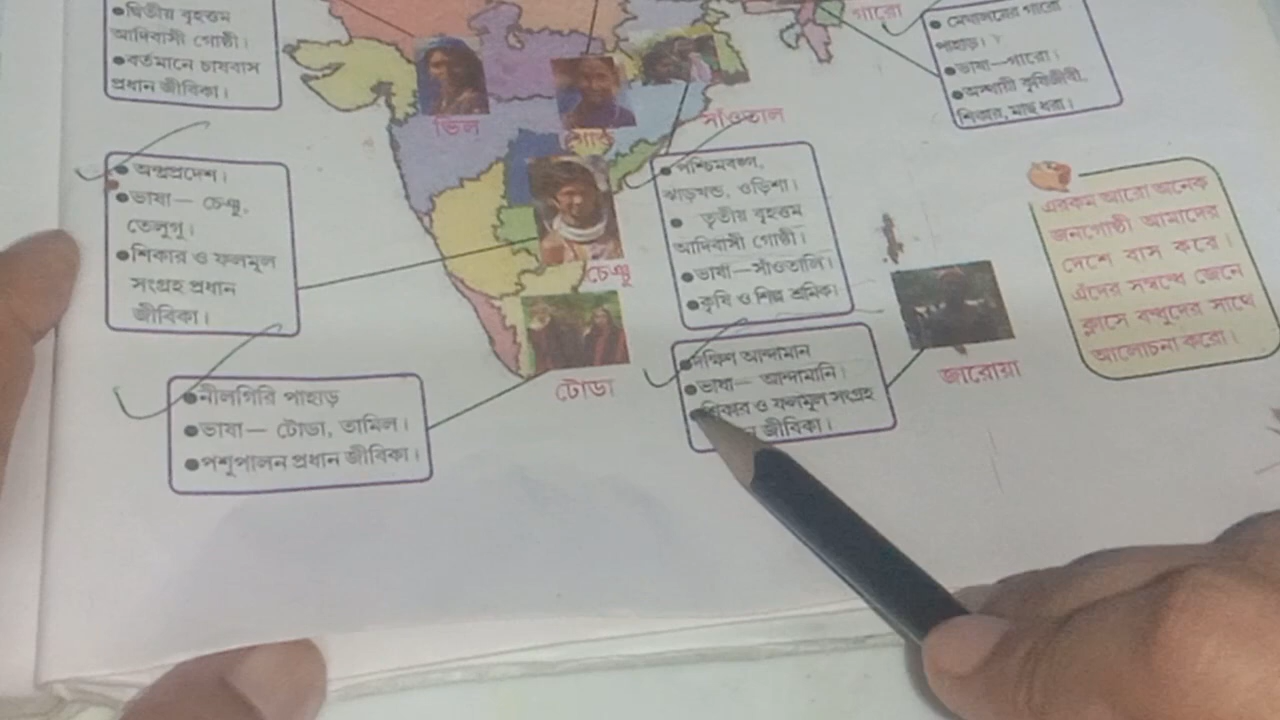 ●দ্বিতীয় বৃহত্তম
আদিবাসী গোষ্ঠী।
●বর্তমানে চাষবাস
প্রধান জীবিকা।
গারো
●মেঘালয়ের গারো
পাহাড়।
●ভাষা—গারো।
●অস্থায়ী কৃষিজীবী,
শিকার, মাছ ধরা।
ভিল
সাঁওতাল
●অন্ধ্রপ্রদেশ।
●ভাষা— চেঞ্চু,
তেলুগু।
●শিকার ও ফলমূল
সংগ্রহ প্রধান
জীবিকা।
●পশ্চিমবঙ্গ,
ঝাড়খন্ড, ওড়িশা।
● তৃতীয় বৃহত্তম
আদিবাসী গোষ্ঠী।
●ভাষা—সাঁওতালি।
●কৃষি ও শিল্প শ্রমিক।
এরকম আরো অনেক
জনগোষ্ঠী আমাদের
দেশে বাস করে।
এঁদের সম্বন্ধে জেনে
ক্লাসে বন্ধুদের সাথে
আলোচনা করো।
চেঞ্চু
টোডা
জারোয়া
●নীলগিরি পাহাড়
●ভাষা— টোডা, তামিল।
●পশুপালন প্রধান জীবিকা।
●দক্ষিণ আন্দামান
●ভাষা— আন্দামানি।
●শিকার ও ফলমূল সংগ্রহ
জীবিকা।